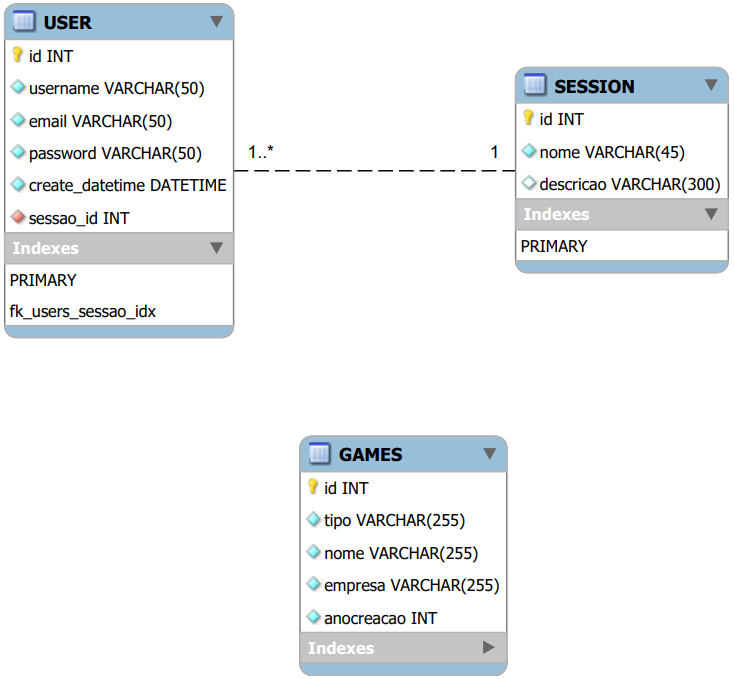 USER
id INT
username VARCHAR(50)
email VARCHAR(50)
password VARCHAR(50)
create_datetime DATETIME
sessao_id INT
Indexes
PRIMARY
fk_users_sessao_idx
1..*
1
SESSION
id INT
nome VARCHAR(45)
descricao VARCHAR(300)
Indexes
PRIMARY
GAMES
id INT
tipo VARCHAR(255)
nome VARCHAR(255)
empresa VARCHAR(255)
anocreacao INT
Indexes